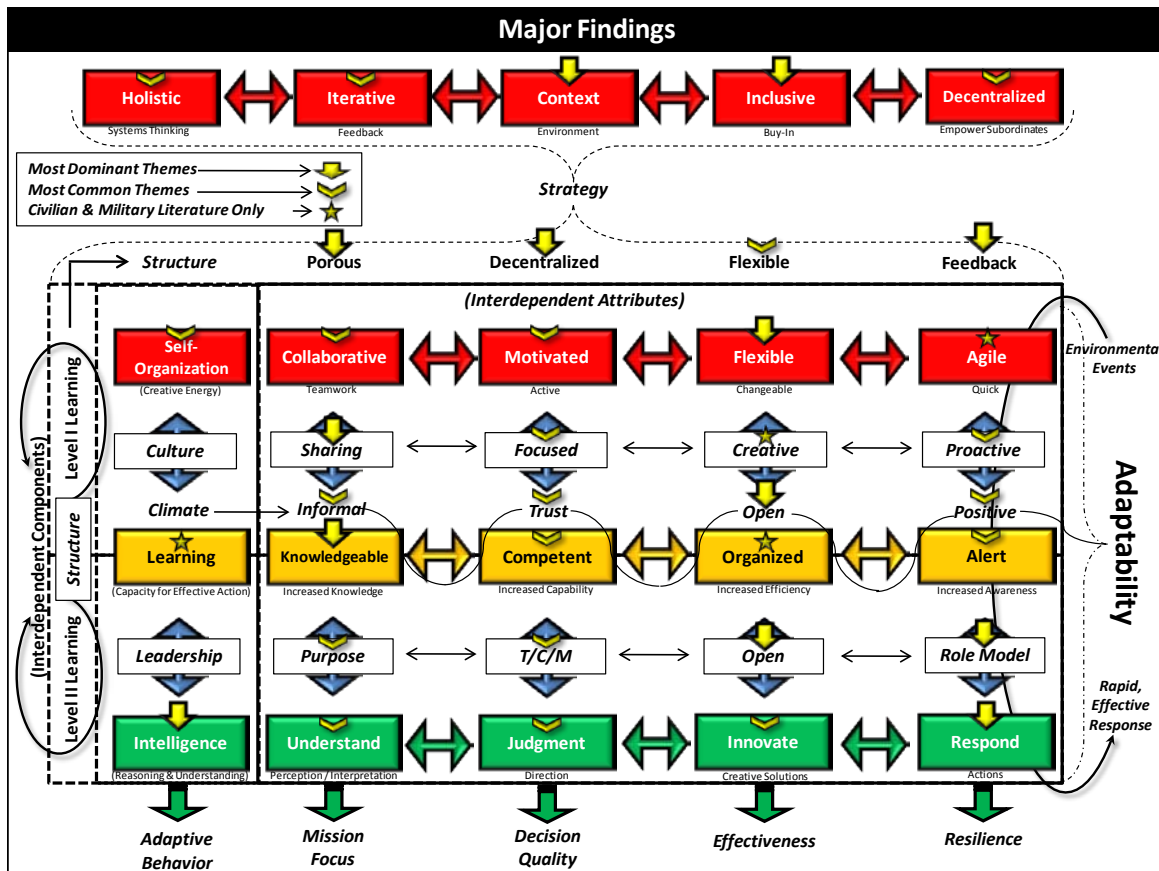 Major Findings
Holistic
Iterative
Context
Inclusive
Decentralized
Systems Thinking
Feedback
Environment
Buy-In
Empower Subordinates
Most Dominant Themes
Most Common Themes
Civilian & Military Literature Only
Strategy
Structure
Porous
Decentralized
Flexible
Feedback
(Interdependent Attributes)
Self-
Organization
Collaborative
Motivated
Flexible
Agile
(Creative Energy)
Teamwork
Active
Changeable
Quick
Environmenta
Events
Culture
Sharing
Focused
Creative
Proactive
Climate
Informal
Trust
Open
Positive
Learning
Knowledgeable
Competent
Organized
Alert
(Capacity for Effective Action)
Increased Knowledge
Increased Capability
Increased Efficiency
Increased Awareness
Leadership
Purpose
T/C/M
Open
Role Model
Rapid,
Effective
Response
Intelligence
Understand
Judgment
Innovate
Respond
(Reasoning & Understanding)
Perception / Interpretation
Direction
Creative Solutions
Actions
Adaptive
Behavior
Mission
Focus
Decision
Quality
Effectiveness
Resilience
(Interdependent Components)
Level I Learning
Structure
Level III Learning
Adaptability